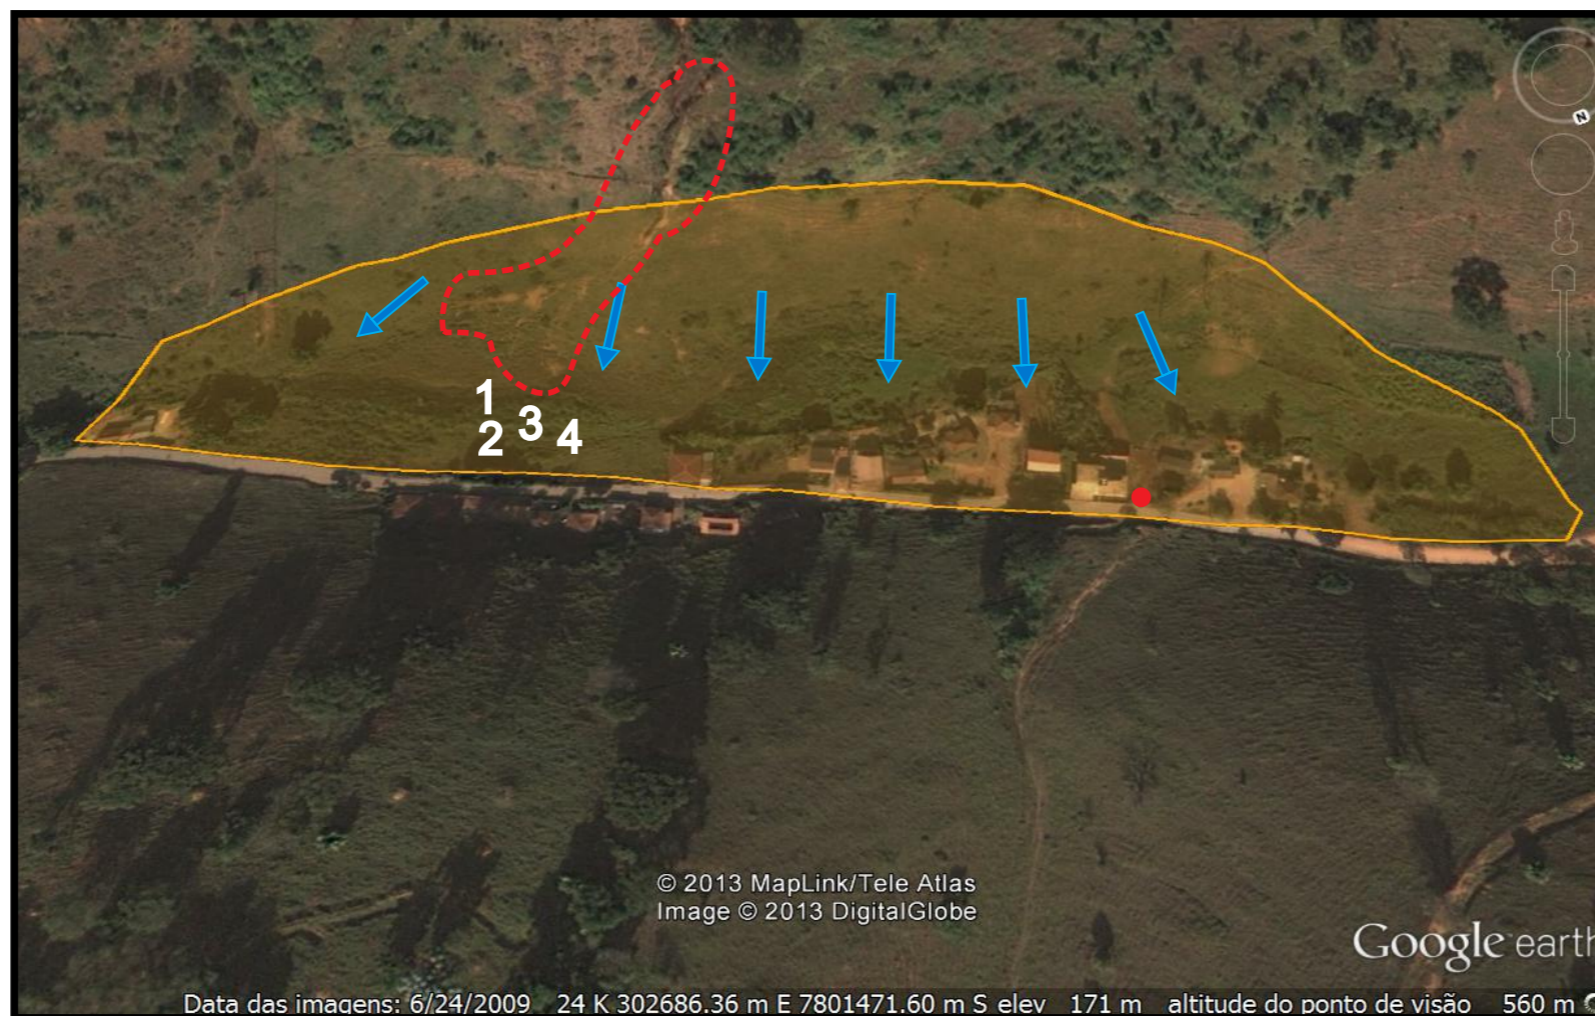 N
1
2 3 4
© 2013 MapLink/Tele Atlas
Image © 2013 DigitalGlobe
Google earth
Data das imagens: 6/24/2009 24 K 302686.36 m E 7801471.60 m S elev 171 m altitude do ponto de visão 560 m